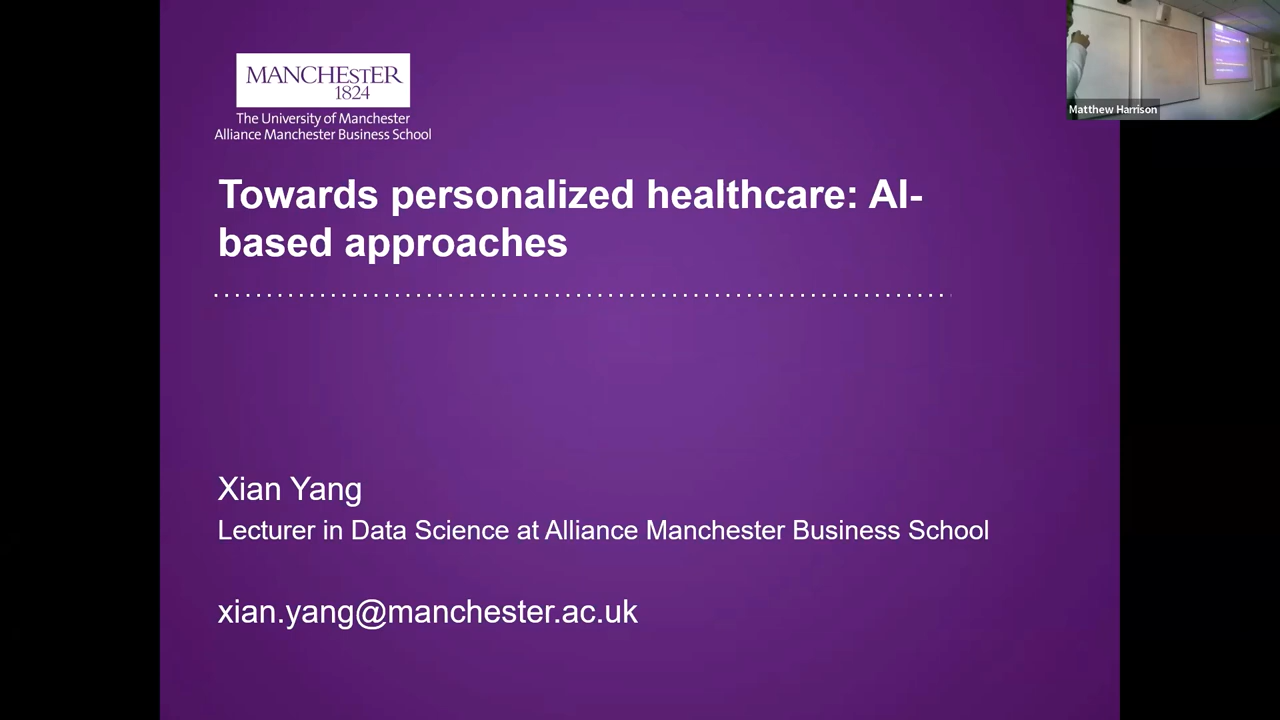 MANCHESTER
1824
The University of Manchester
Alliance Manchester Business School
Matthew Harrison
Towards personalized healthcare: AI-
based approaches
Xian Yang
Lecturer in Data Science at Alliance Manchester Business School
xian.yang@manchester.ac.uk